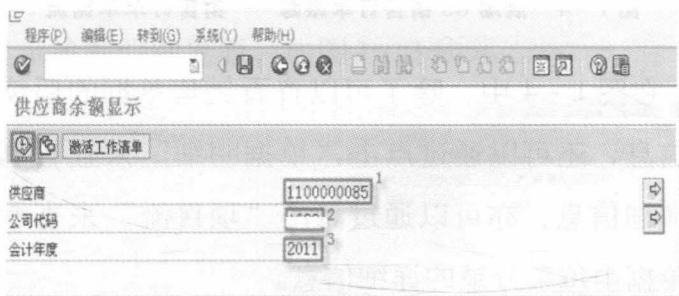 程序(P) 编辑(E) 转到(G) 系统(Y) 帮助(H)
供应商余额显示
激活工作清单
供应商 1100000085 1
公司代码 2
会计年度 2011 3